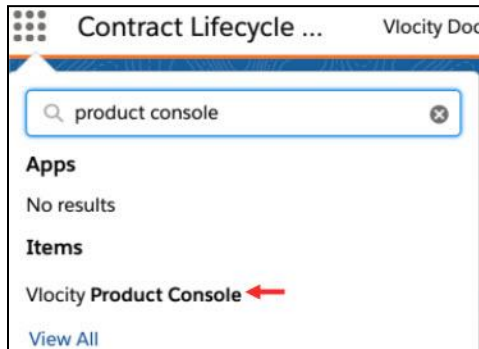 Contract Lifecycle ... Vlocity Doc
product console
Apps
No results
Items
Vlocity Product Console
View All